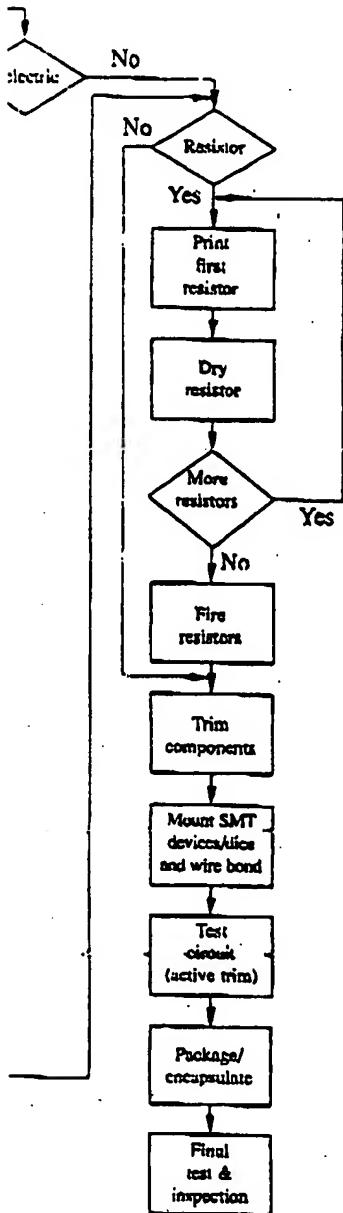 No
electric
No
Resistor
Yes
Print
first
resistor
Dry
resistor
More
resistors
Yes
No
Fire
resistors
Trim
components
Mount SMT
devices/dies
and wire bond
Test
circuit
(active trim)
Package/
encapsulate
Final
test &
inspection